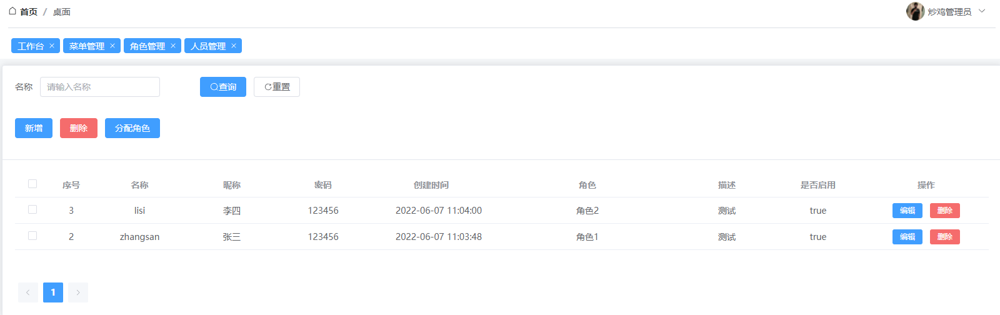 首页 / 桌面
炒鸡管理员
工作台 × 菜单管理 × 角色管理 × 人员管理 ×
名称 请输入名称 查询 重置
新增 删除 分配角色
序号 名称 昵称 密码 创建时间 角色 描述 是否启用 操作
3 lisi 李四 123456 2022-06-07 11:04:00 角色2 测试 true 编辑 删除
2 zhangsan 张三 123456 2022-06-07 11:03:48 角色1 测试 true 编辑 删除
1